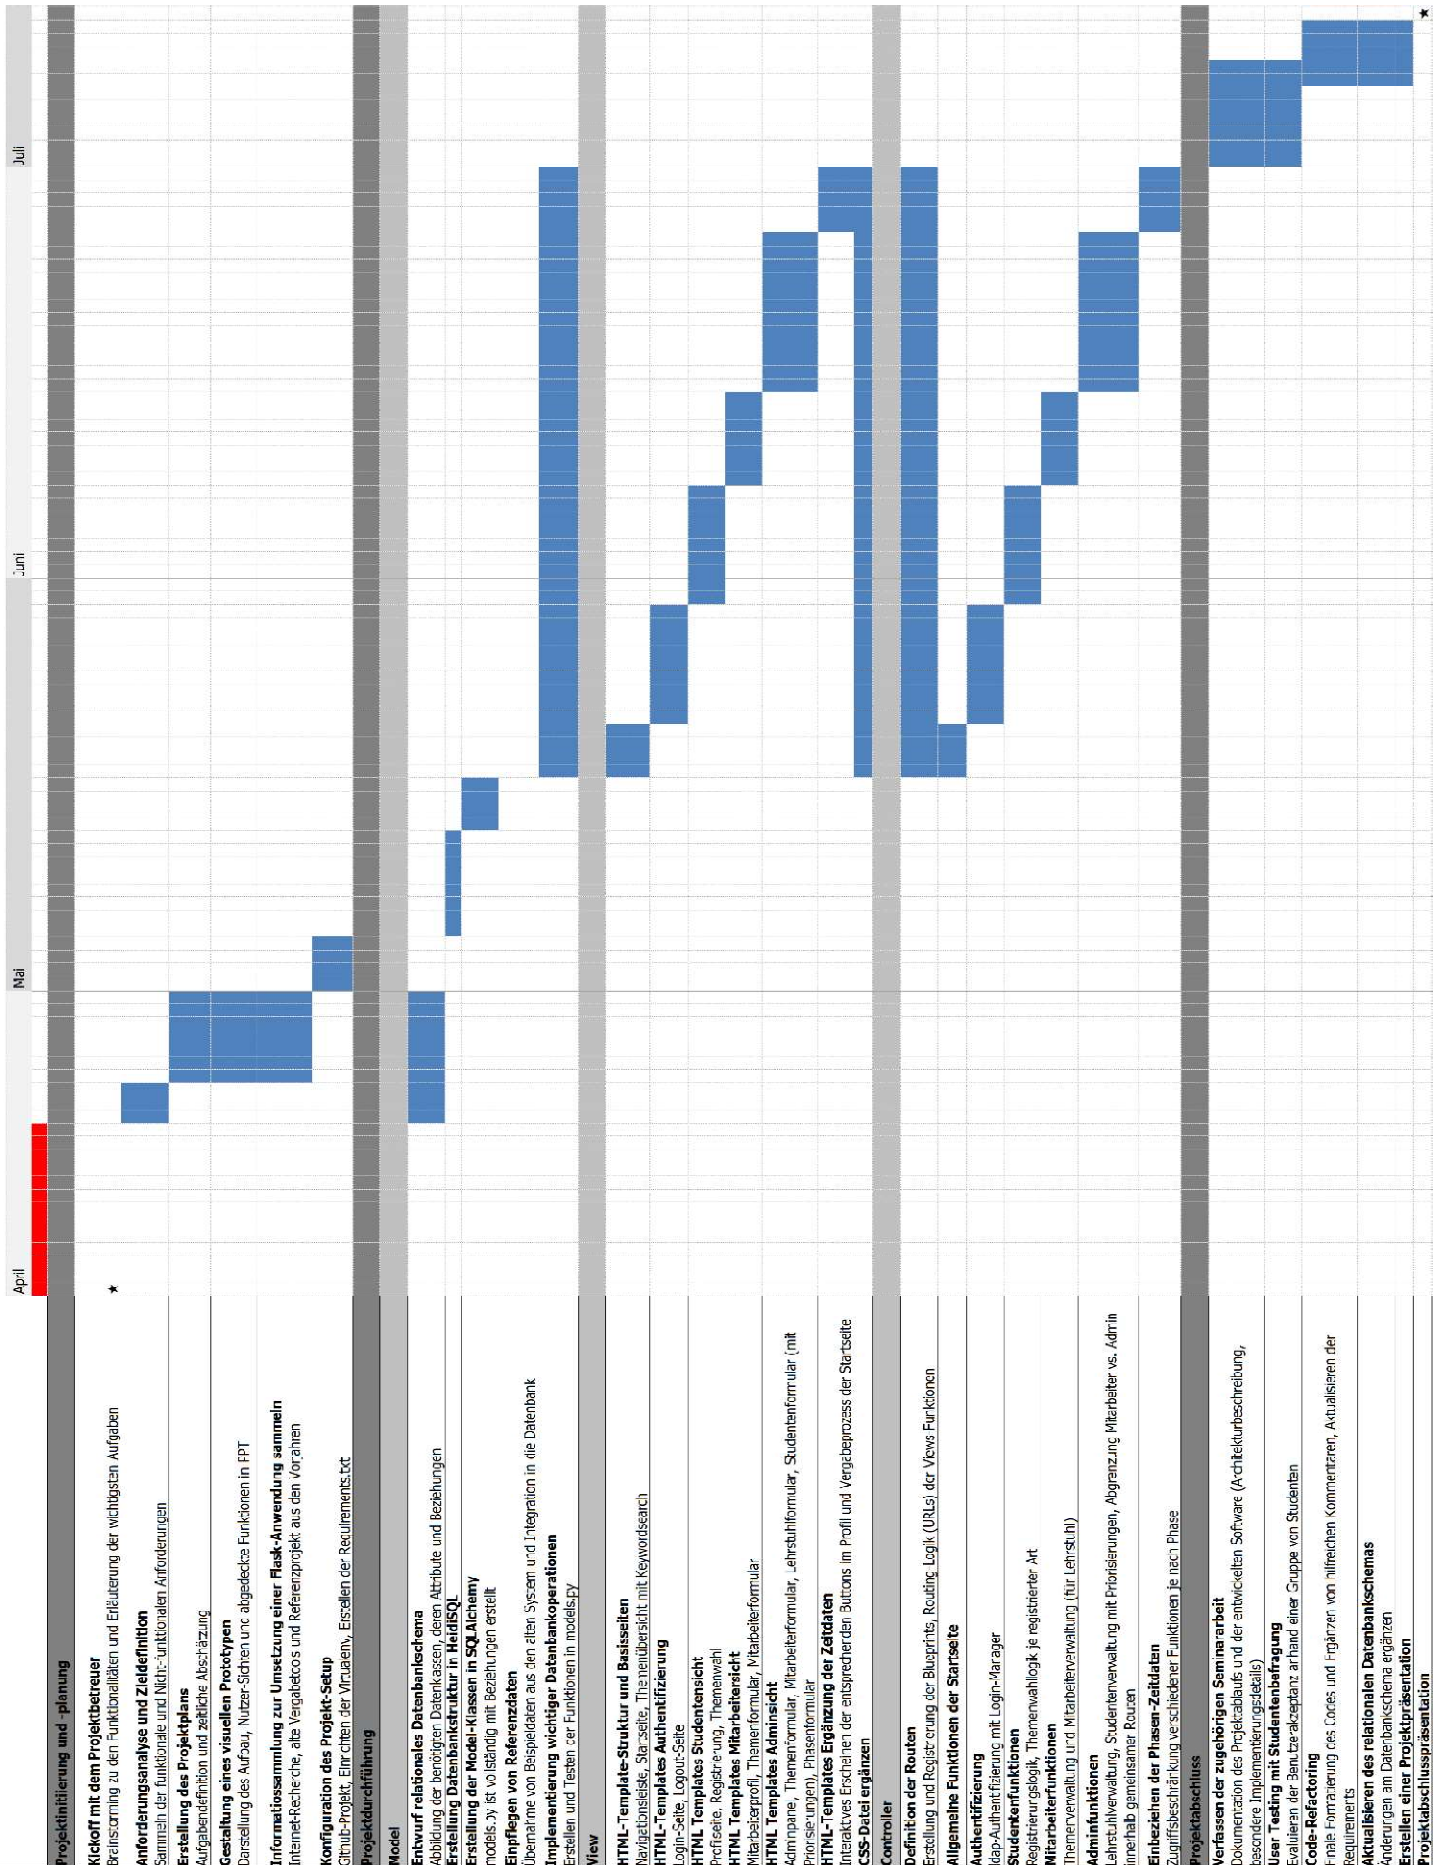 April Mai Juni Juli
Projektinitiierung und -planung
Kickoff mit dem Projektbetreuer
Brainstorming zu den Funktionalitäten und Erläuterung der wichtigsten Aufgaben
Anforderungsanalyse und Zieldefinition
Sammeln der funktionale und Nicht-funktionalen Anforderungen
Erstellung des Projektplans
Aufgabendefinition und zeitliche Abschätzung
Gestaltung eines visuellen Prototypen
Darstellung des Aufbau, Nutzer-Sichten und abgedeckte Funktionen in PPT
Informationssammlung zur Umsetzung einer Flask-Anwendung sammeln
Internet-Recherche, alte Vergabetools und Referenzprojekt aus den Vorjahren
Konfiguration des Projekt-Setup
Github-Projekt, Einrichten der Virtualenv, Erstellen der Requirements.txt
Projektdurchführung
Model
Entwurf relationales Datenbankschema
Abbildung der benötigten Datenklassen, deren Attribute und Beziehungen
Erstellung Datenbankstruktur in HeidiSQL
Erstellung der Model-Klassen in SQLAlchemy
models.py ist vollständig mit Beziehungen erstellt
Einpflegen von Referenzdaten
Übernahme von Beispieldaten aus den alten System und Integration in die Datenbank
Implementierung wichtiger Datenbankoperationen
Erstellen und Testen der Funktionen in models.py
View
HTML-Template-Struktur und Basisseiten
Navigationsleiste, Startseite, Themenübersicht mit Keywordsearch
HTML-Templates Authentifizierung
Login-Seite, Logout-Seite
HTML Templates Studentensicht
Profilseite, Registrierung, Themenwahl
HTML Templates Mitarbeitersicht
Mitarbeiterprofil, Themenformular, Mitarbeiterformular
HTML Templates Adminsicht
Adminpane, Themenformular, Mitarbeiterformular, Lehrstuhlformular, Studentenformular (mit
Priorisierungen), Phasenformular
HTML-Templates Ergänzung der Zeitdaten
Interaktives Erscheinen der entsprechenden Buttons im Profil und Vergabeprozess der Startseite
CSS-Datei ergänzen
Controller
Definition der Routen
Erstellung und Registrierung der Blueprints, Routing Logik (URLs) der Views Funktionen
Allgemeine Funktionen der Startseite
Authentifizierung
ldap-Authentifizierung mit Login-Manager
Studentenfunktionen
Registrierungslogik, Themenwahllogik je registrierter Art
Mitarbeiterfunktionen
Themenverwaltung und Mitarbeiterverwaltung (für Lehrstuhl)
Adminfunktionen
Lehrstuhlverwaltung, Studentenverwaltung mit Priorisierungen, Abgrenzung Mitarbeiter vs. Admin
innerhalb gemeinsamer Routen
Einbeziehen der Phasen-Zeitdaten
Zugriffsbeschränkung verschiedener Funktionen je nach Phase
Projektabschluss
Verfassen der zugehörigen Seminararbeit
Dokumentation des Projektablaufs und der entwickelten Software (Architekturbeschreibung,
besondere Implementierungsdetails)
User Testing mit Studentenbefragung
Evaluieren der Benutzerakzeptanz anhand einer Gruppe von Studenten
Code-Refactoring
Finale Formatierung des Codes und Ergänzen von hilfreichen Kommentaren, Aktualisieren der
Requirements
Aktualisieren des relationalen Datenbankschemas
Änderungen am Datenbankschema ergänzen
Erstellen einer Projektpräsentation
Projektabschlusspräsentation